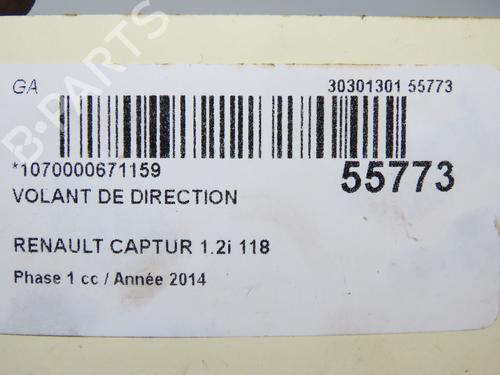 GA
30301301 55773
*1070000671159
55773
VOLANT DE DIRECTION
RENAULT CAPTUR 1.2i 118
Phase 1 cc / Année 2014
B-PARTS